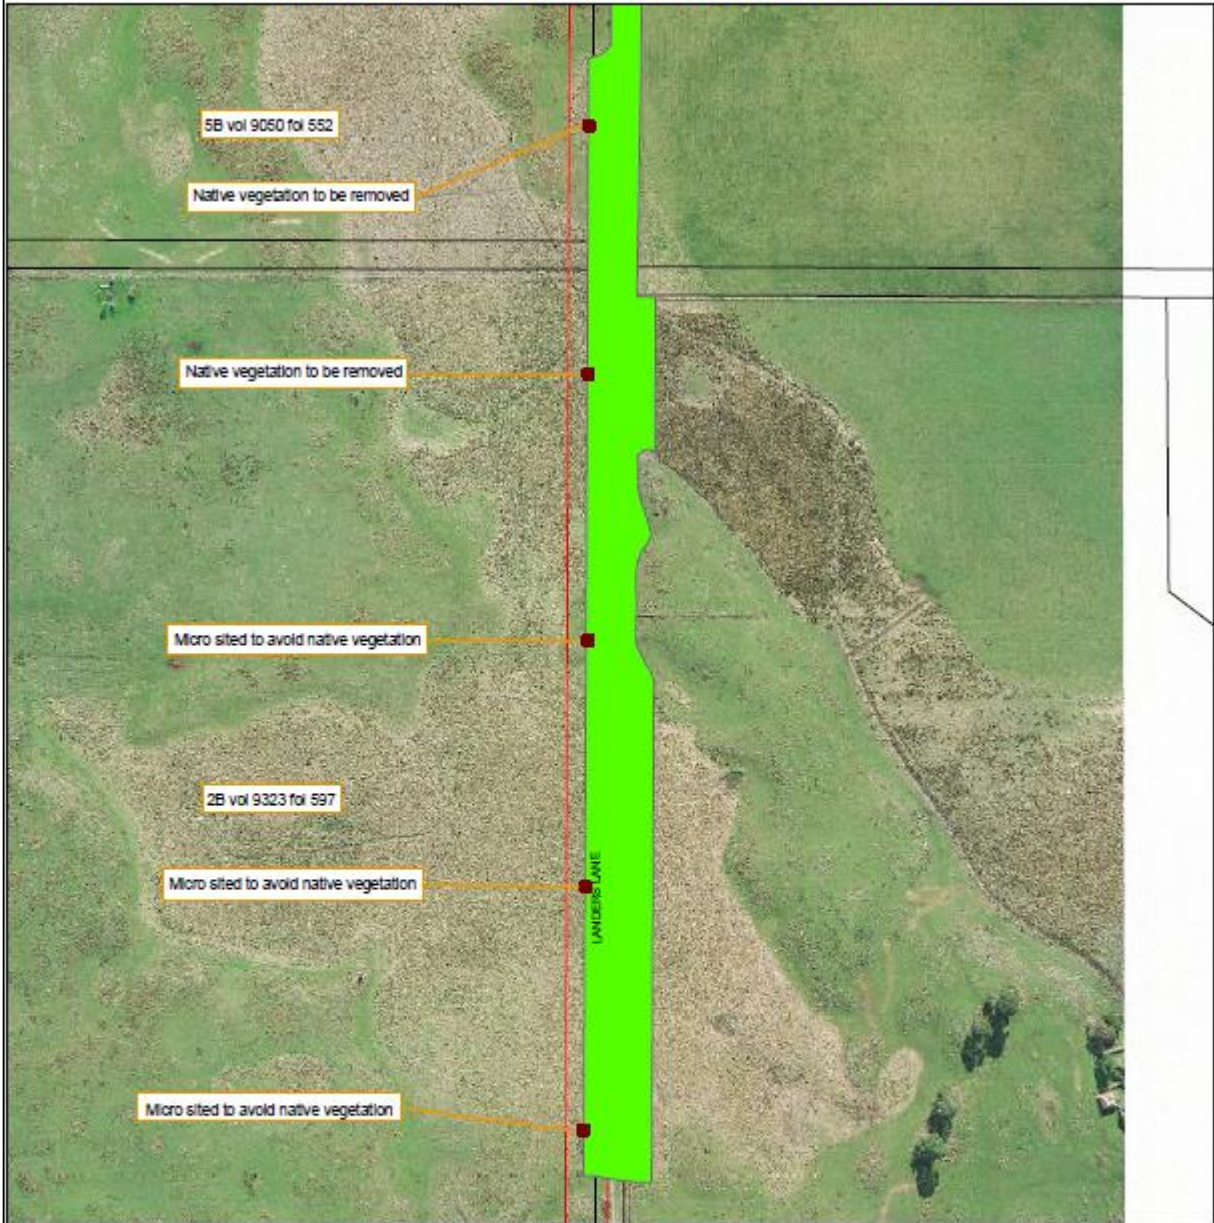 5B vol 9050 fol 552
Native vegetation to be removed
Native vegetation to be removed
Micro sited to avoid native vegetation
2B vol 9323 fol 597
LANDERS LANE
Micro sited to avoid native vegetation
Micro sited to avoid native vegetation